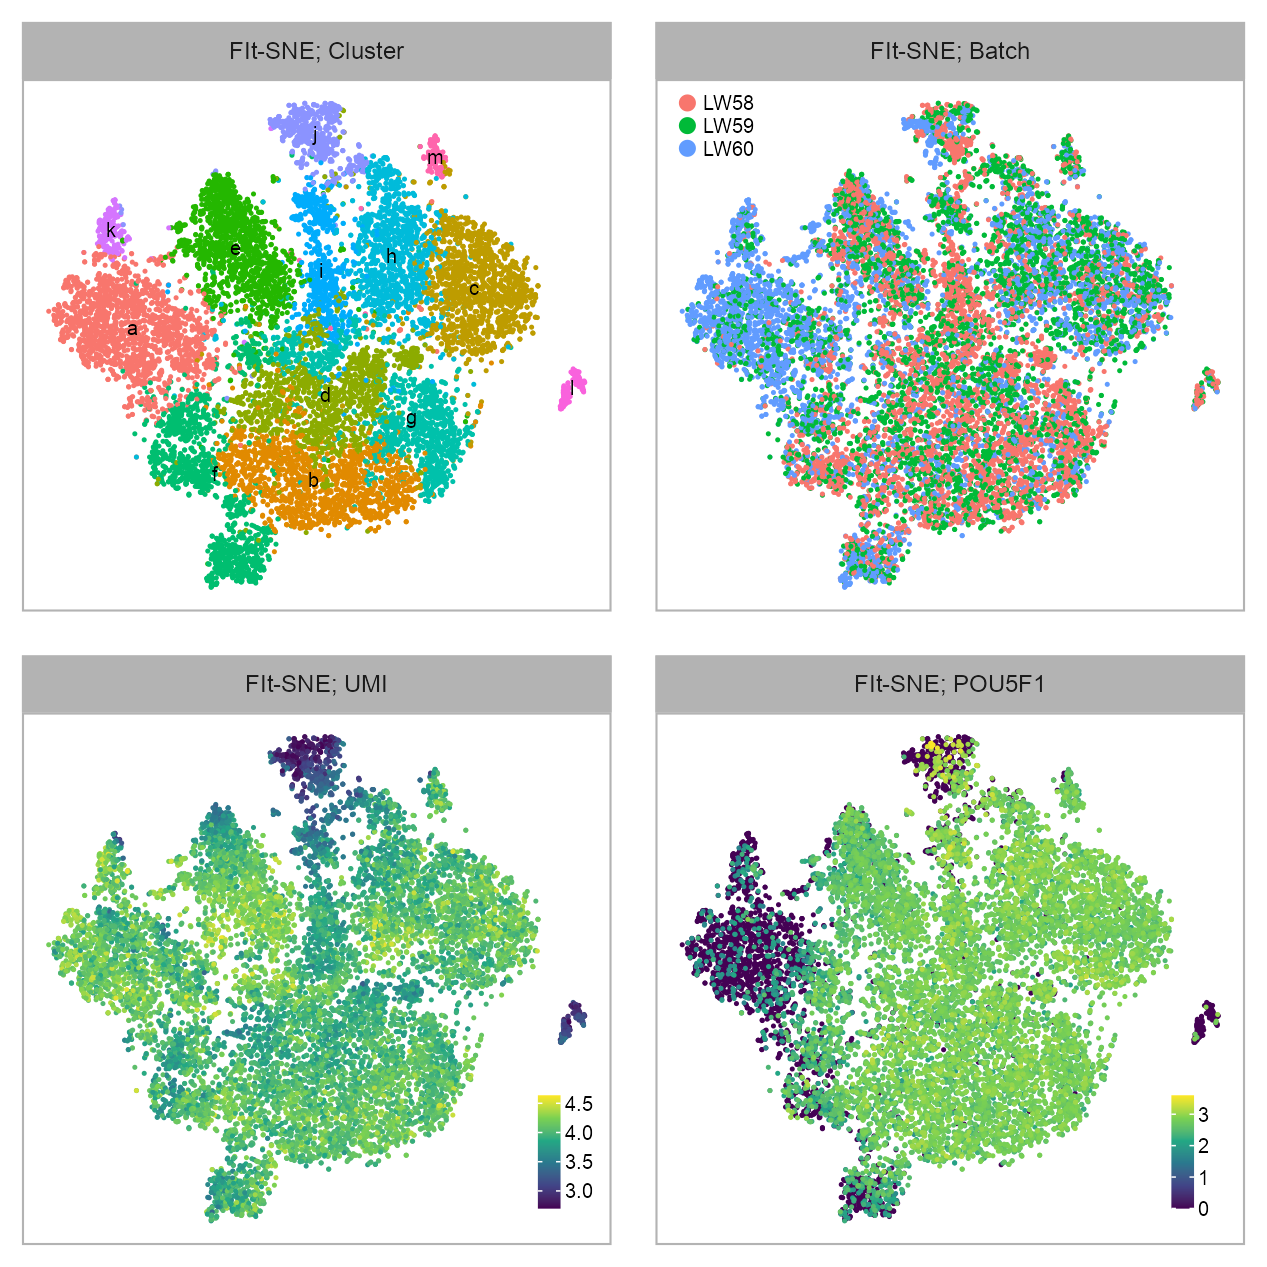 FIt-SNE; Cluster
j
m
k
e
h
i
c
a
l
d
g
f
b
FIt-SNE; Batch
LW58
LW59
LW60
FIt-SNE; UMI
4.5
4.0
3.5
3.0
FIt-SNE; POU5F1
3
2
1
0